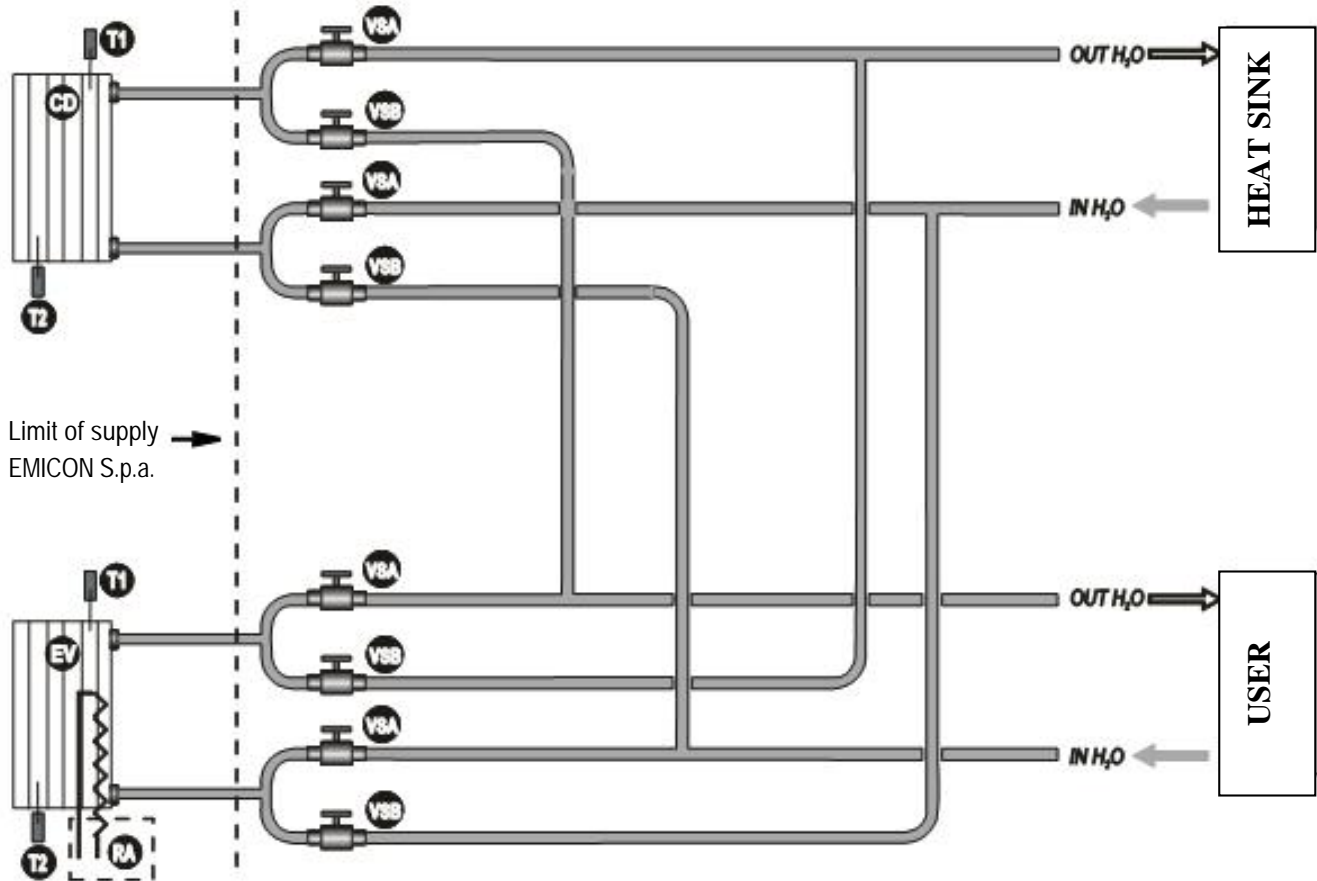 T1
VSA
OUT H₂O
HEAT SINK
CD
VSB
VSA
IN H₂O
VSB
T2
Limit of supply
EMICON S.p.a.
T1
VSA
OUT H₂O
USER
EV
VSB
VSA
IN H₂O
VSB
T2
RA